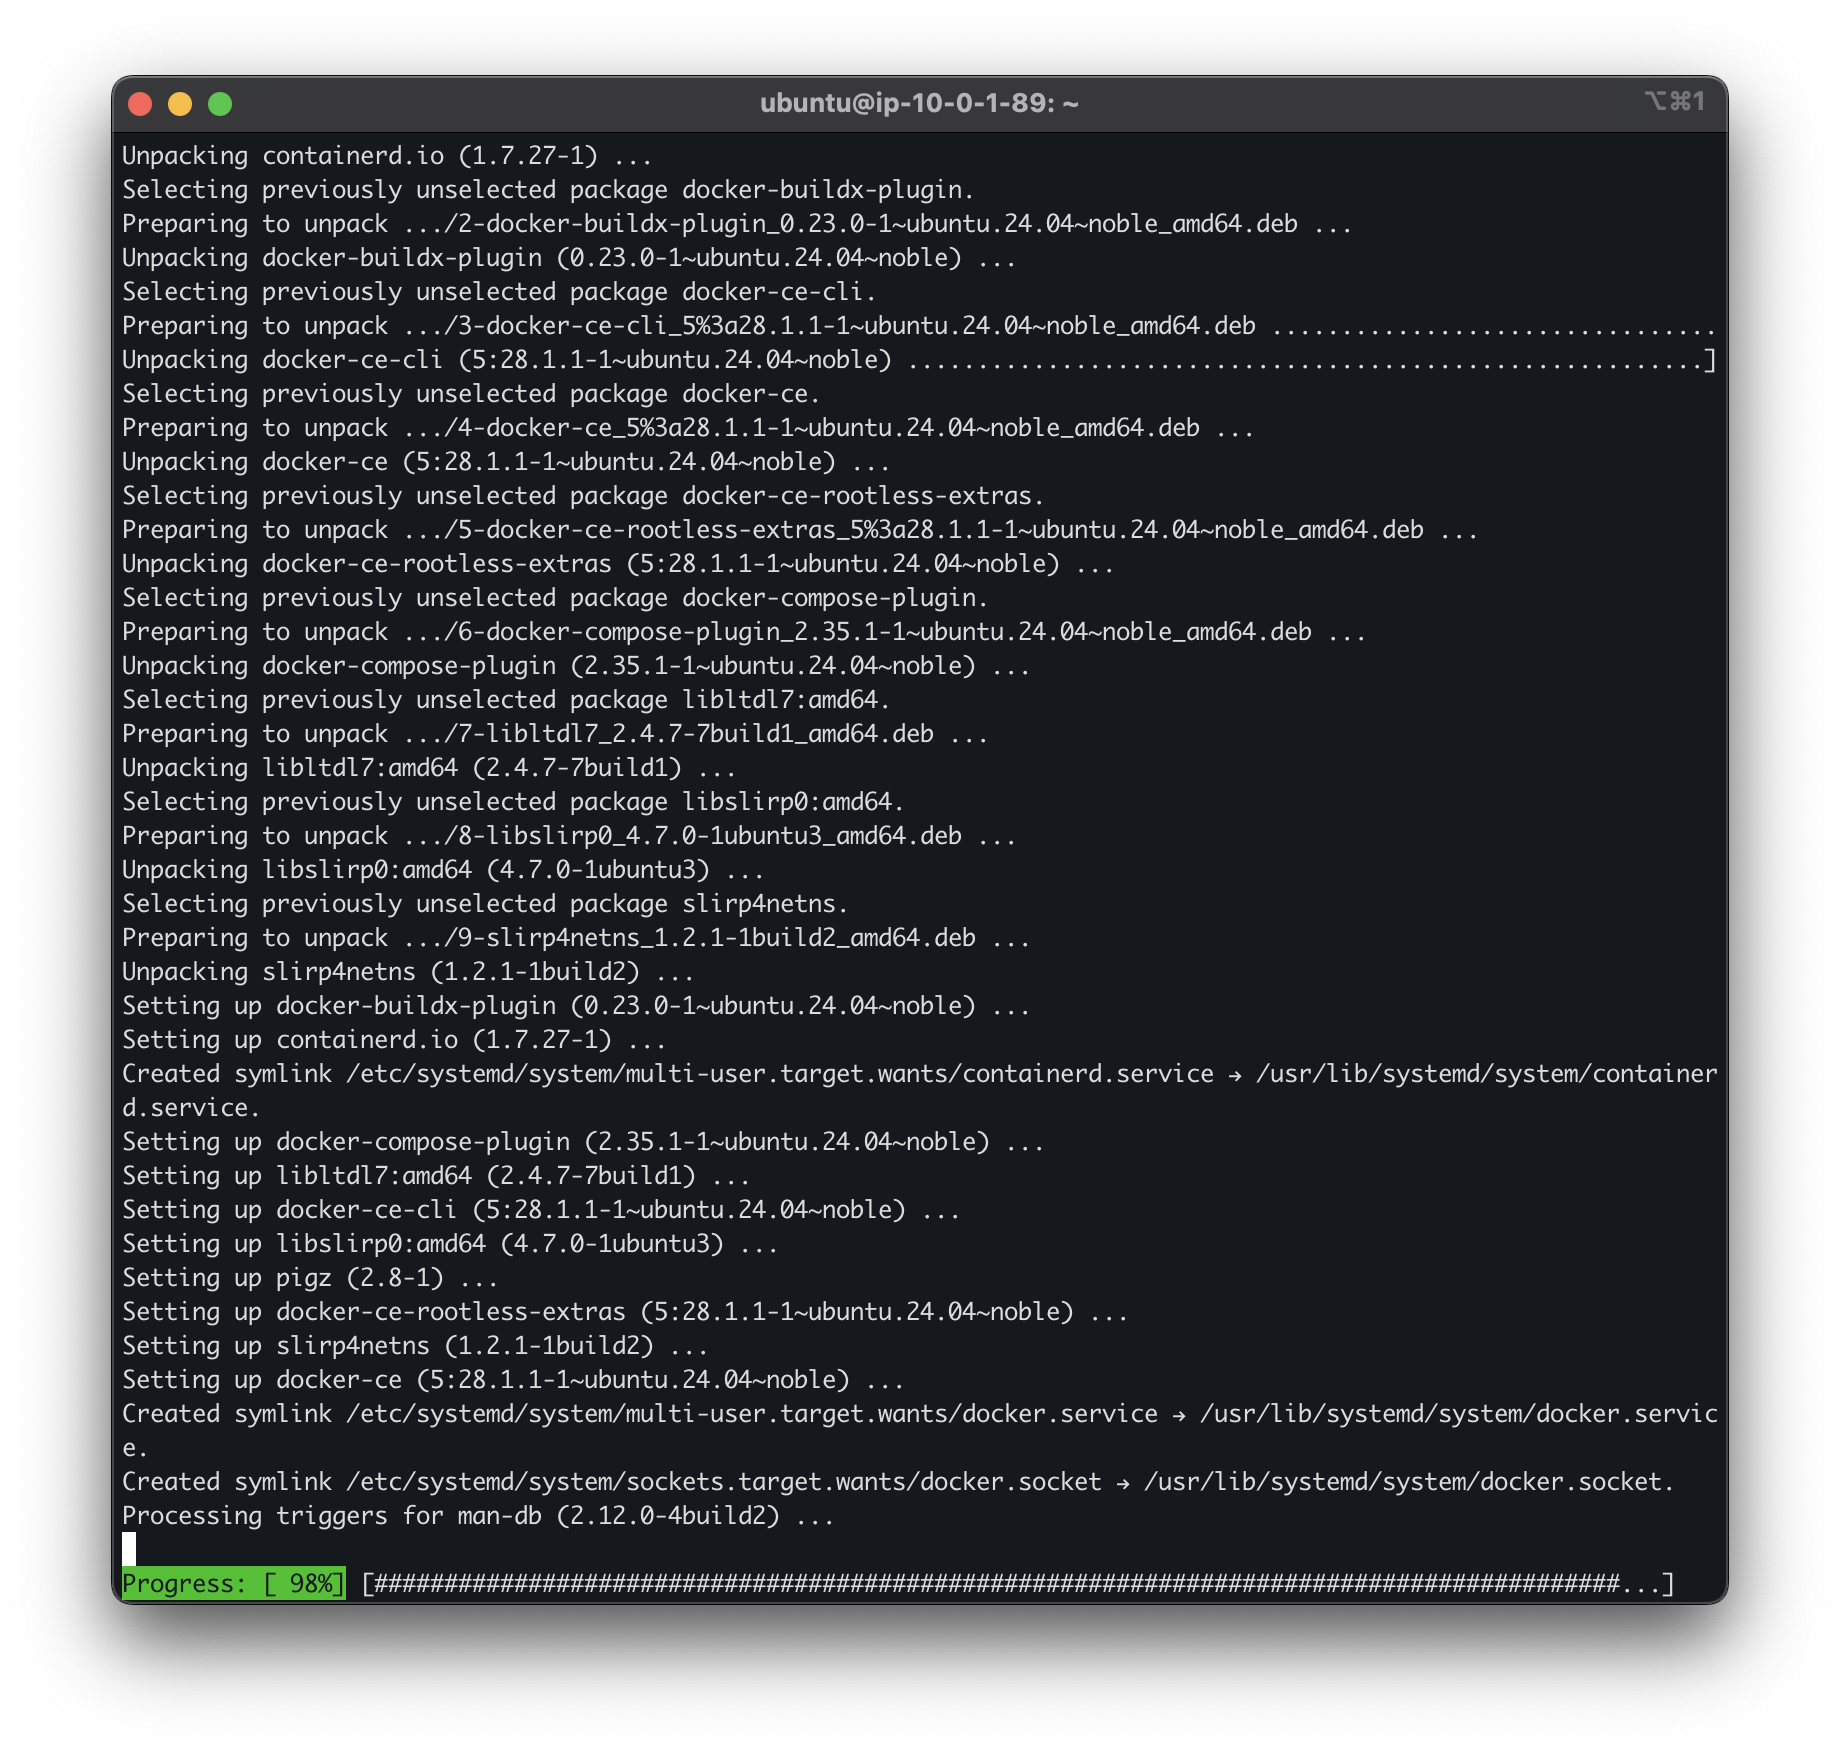 ubuntu@ip-10-0-1-89: ~
⌥⌘1
Unpacking containerd.io (1.7.27-1) ...
Selecting previously unselected package docker-buildx-plugin.
Preparing to unpack .../2-docker-buildx-plugin_0.23.0-1~ubuntu.24.04~noble_amd64.deb ...
Unpacking docker-buildx-plugin (0.23.0-1~ubuntu.24.04~noble) ...
Selecting previously unselected package docker-ce-cli.
Preparing to unpack .../3-docker-ce-cli_5%3a28.1.1-1~ubuntu.24.04~noble_amd64.deb ................................
Unpacking docker-ce-cli (5:28.1.1-1~ubuntu.24.04~noble) .........................................................]
Selecting previously unselected package docker-ce.
Preparing to unpack .../4-docker-ce_5%3a28.1.1-1~ubuntu.24.04~noble_amd64.deb ...
Unpacking docker-ce (5:28.1.1-1~ubuntu.24.04~noble) ...
Selecting previously unselected package docker-ce-rootless-extras.
Preparing to unpack .../5-docker-ce-rootless-extras_5%3a28.1.1-1~ubuntu.24.04~noble_amd64.deb ...
Unpacking docker-ce-rootless-extras (5:28.1.1-1~ubuntu.24.04~noble) ...
Selecting previously unselected package docker-compose-plugin.
Preparing to unpack .../6-docker-compose-plugin_2.35.1-1~ubuntu.24.04~noble_amd64.deb ...
Unpacking docker-compose-plugin (2.35.1-1~ubuntu.24.04~noble) ...
Selecting previously unselected package libltdl7:amd64.
Preparing to unpack .../7-libltdl7_2.4.7-7build1_amd64.deb ...
Unpacking libltdl7:amd64 (2.4.7-7build1) ...
Selecting previously unselected package libslirp0:amd64.
Preparing to unpack .../8-libslirp0_4.7.0-1ubuntu3_amd64.deb ...
Unpacking libslirp0:amd64 (4.7.0-1ubuntu3) ...
Selecting previously unselected package slirp4netns.
Preparing to unpack .../9-slirp4netns_1.2.1-1build2_amd64.deb ...
Unpacking slirp4netns (1.2.1-1build2) ...
Setting up docker-buildx-plugin (0.23.0-1~ubuntu.24.04~noble) ...
Setting up containerd.io (1.7.27-1) ...
Created symlink /etc/systemd/system/multi-user.target.wants/containerd.service → /usr/lib/systemd/system/container
d.service.
Setting up docker-compose-plugin (2.35.1-1~ubuntu.24.04~noble) ...
Setting up libltdl7:amd64 (2.4.7-7build1) ...
Setting up docker-ce-cli (5:28.1.1-1~ubuntu.24.04~noble) ...
Setting up libslirp0:amd64 (4.7.0-1ubuntu3) ...
Setting up pigz (2.8-1) ...
Setting up docker-ce-rootless-extras (5:28.1.1-1~ubuntu.24.04~noble) ...
Setting up slirp4netns (1.2.1-1build2) ...
Setting up docker-ce (5:28.1.1-1~ubuntu.24.04~noble) ...
Created symlink /etc/systemd/system/multi-user.target.wants/docker.service → /usr/lib/systemd/system/docker.servic
e.
Created symlink /etc/systemd/system/sockets.target.wants/docker.socket → /usr/lib/systemd/system/docker.socket.
Processing triggers for man-db (2.12.0-4build2) ...
Progress: [ 98%] [#########################################################################################...]